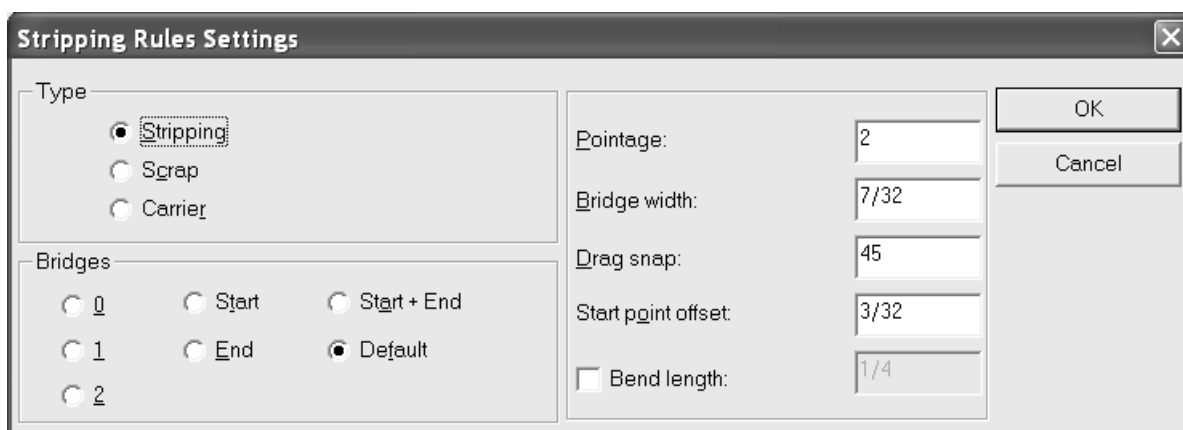 Stripping Rules Settings
Type
Stripping
Scrap
Carrier
Bridges
0 Start Start + End
1 End Default
2
Pointage: 2
Bridge width: 7/32
Drag snap: 45
Start point offset: 3/32
Bend length: 1/4
OK
Cancel